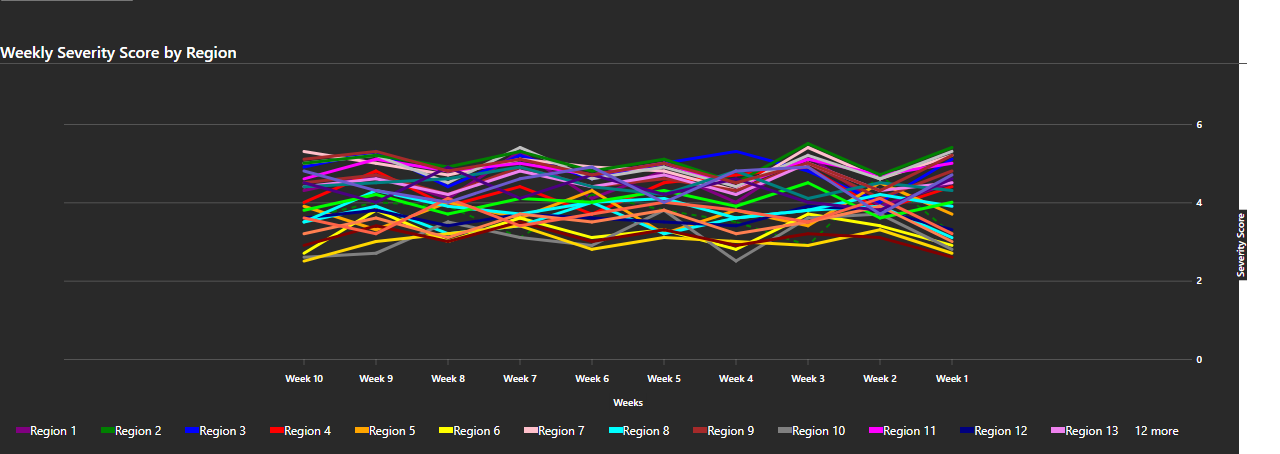 Weekly Severity Score by Region
6
4
2
0
Severity Score
Week 10 Week 9 Week 8 Week 7 Week 6 Week 5 Week 4 Week 3 Week 2 Week 1
Weeks
Region 1 Region 2 Region 3 Region 4 Region 5 Region 6 Region 7 Region 8 Region 9 Region 10 Region 11 Region 12 Region 13 12 more